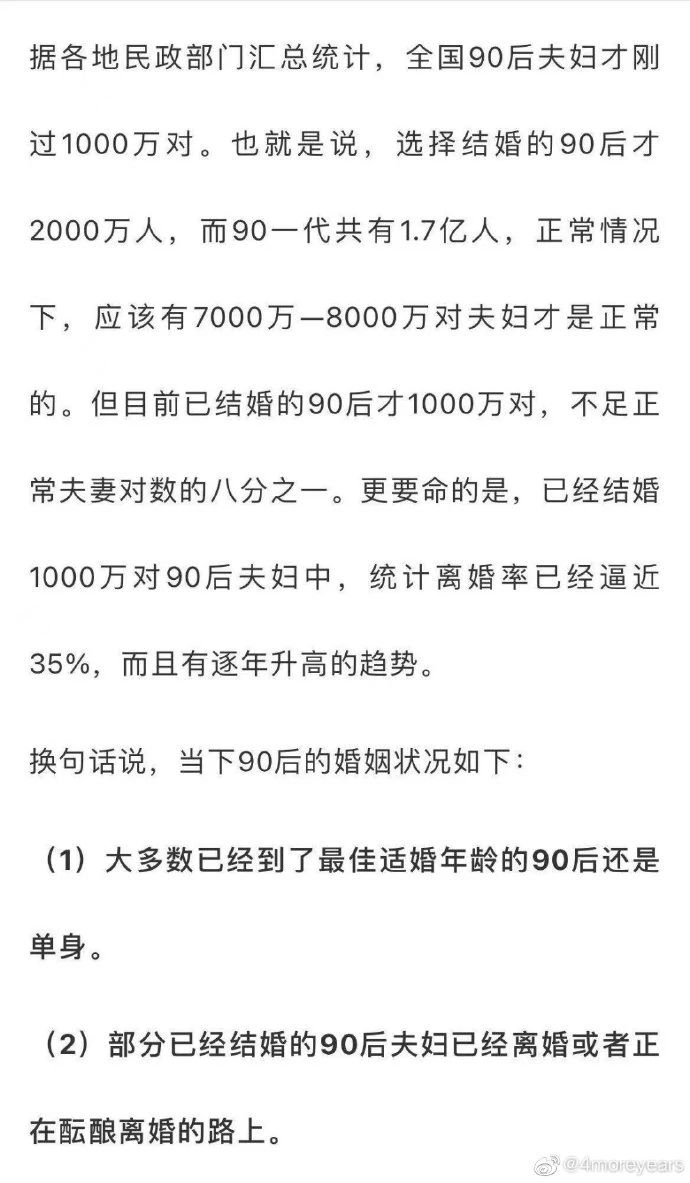 据各地民政部门汇总统计，全国90后夫妇才刚
过1000万对。也就是说，选择结婚的90后才
2000万人，而90一代共有1.7亿人，正常情况
下，应该有7000万—8000万对夫妇才是正常
的。但目前已结婚的90后才1000万对，不足正
常夫妻对数的八分之一。更要命的是，已经结婚
1000万对90后夫妇中，统计离婚率已经逼近
35%，而且有逐年升高的趋势。
换句话说，当下90后的婚姻状况如下：
（1）大多数已经到了最佳适婚年龄的90后还是
单身。
（2）部分已经结婚的90后夫妇已经离婚或者正
在酝酿离婚的路上。
@4moreyears